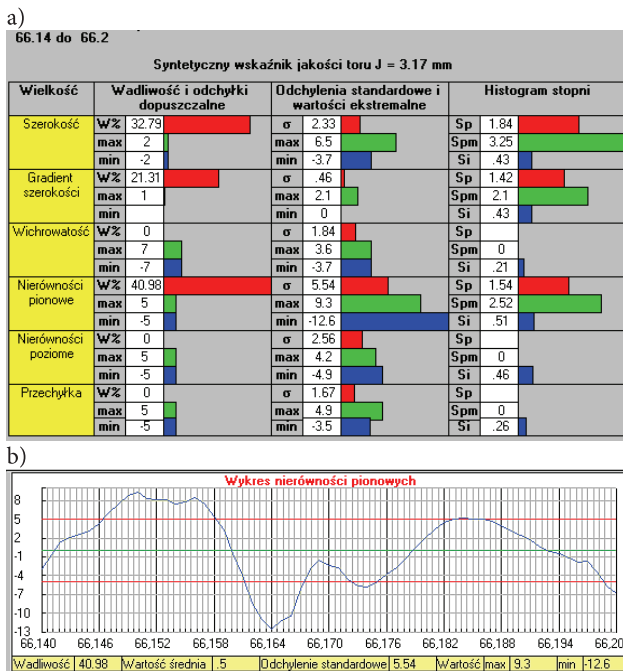 a)
66.14 do 66.2
Syntetyczny wskaźnik jakości toru J = 3.17 mm
Wielkość Wadliwość i odchyłki dopuszczalne Odchylenia standardowe i wartości ekstremalne Histogram stopni
Szerokość W% 32.79 σ 2.33 Sp 1.84
max 2 max 6.5 Spm 3.25
min -2 min -3.7 Si .43
Gradient szerokości W% 21.31 σ .46 Sp 1.42
max 1 max 2.1 Spm 2.1
min min 0 Si .43
Wichrowatość W% 0 σ 1.84 Sp
max 7 max 3.6 Spm 0
min -7 min -3.7 Si .21
Nierówności pionowe W% 40.98 σ 5.54 Sp 1.54
max 5 max 9.3 Spm 2.52
min -5 min -12.6 Si .51
Nierówności poziome W% 0 σ 2.56 Sp
max 5 max 4.2 Spm 0
min -5 min -4.9 Si .46
Przechyłka W% 0 σ 1.67 Sp
max 5 max 4.9 Spm 0
min -5 min -3.5 Si .26
b)
Wykres nierówności pionowych
8
5
2
-1
-4
-7
-10
-13
66,140 66,146 66,152 66,158 66,164 66,170 66,176 66,182 66,188 66,194 66,20
Wadliwość 40.98 Wartość średnia .5 Odchylenie standardowe 5.54 Wartość max 9.3 min -12.6